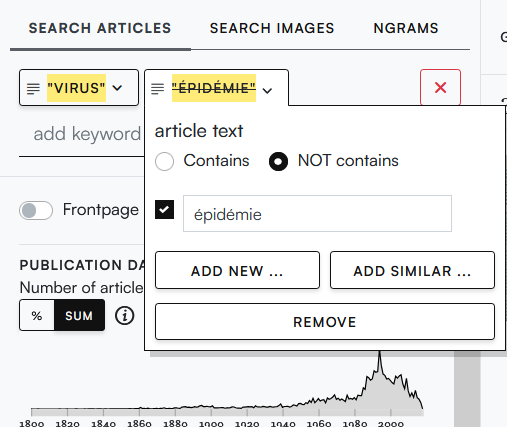 SEARCH ARTICLES SEARCH IMAGES NGRAMS
"VIRUS" "ÉPIDÉMIE"
add keyword
article text
Contains NOT contains
épidémie
Frontpage
ADD NEW ... ADD SIMILAR ...
PUBLICATION DA
Number of article
% SUM
REMOVE
1800 1820 1840 1860 1880 1900 1920 1940 1960 1980 2000